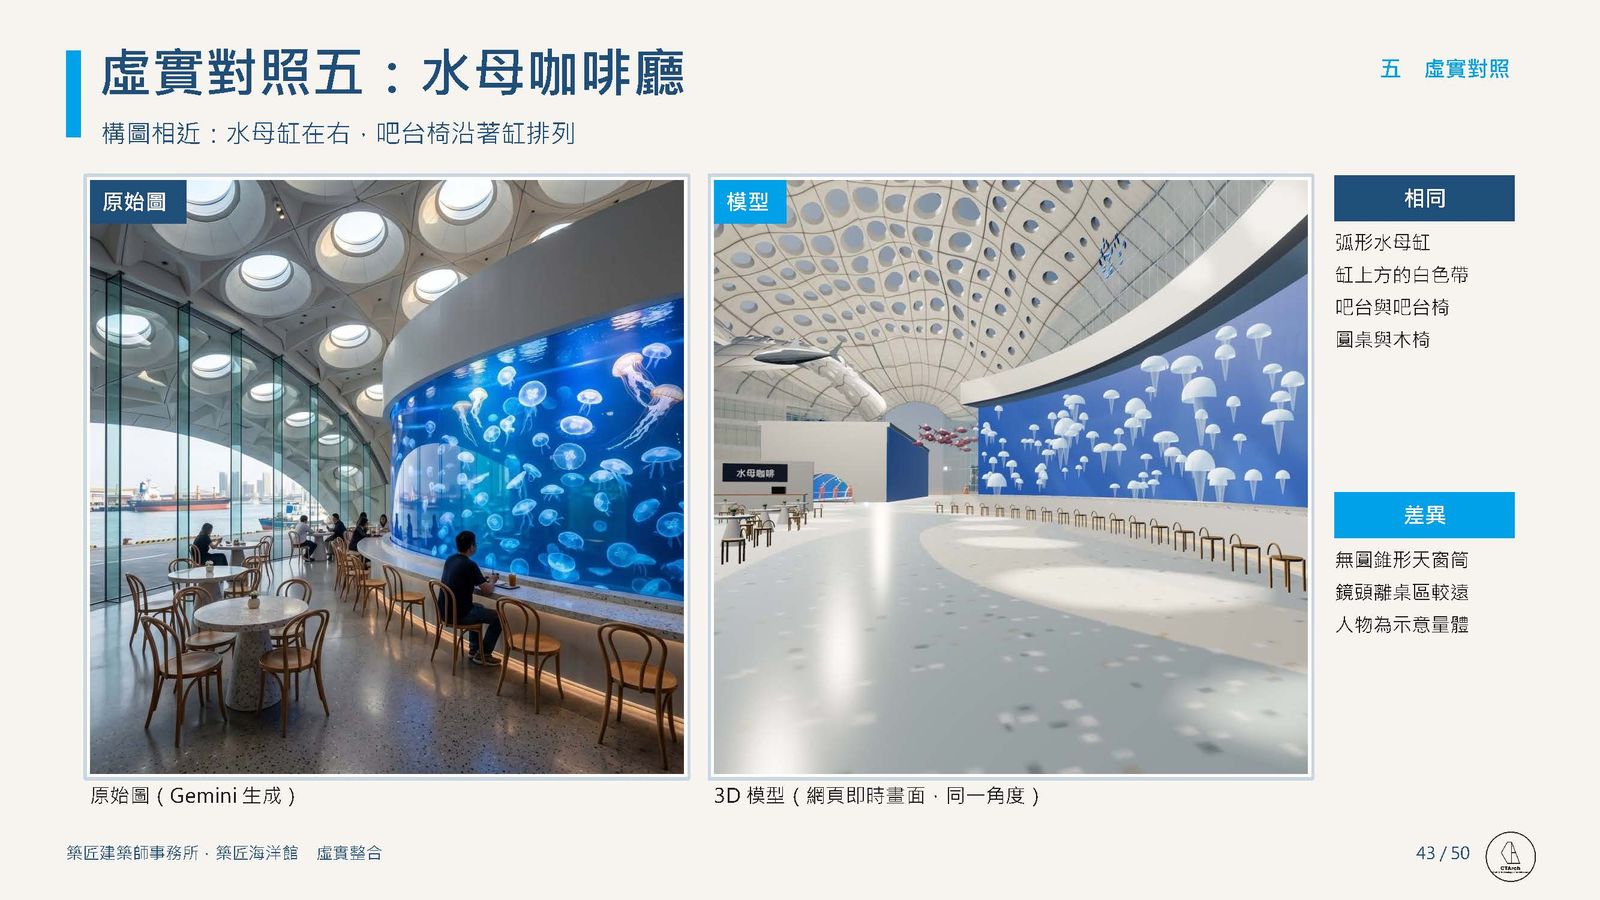 虛實對照五：水母咖啡廳
構圖相近：水母缸在右，吧台椅沿著缸排列
五　虛實對照
原始圖
模型
水母咖啡
相同
弧形水母缸
缸上方的白色帶
吧台與吧台椅
圓桌與木椅
差異
無圓錐形天窗筒
鏡頭離桌區較遠
人物為示意量體
原始圖（Gemini 生成）
3D 模型（網頁即時畫面，同一角度）
築匠建築師事務所．築匠海洋館　虛實整合
43 / 50
CTArch